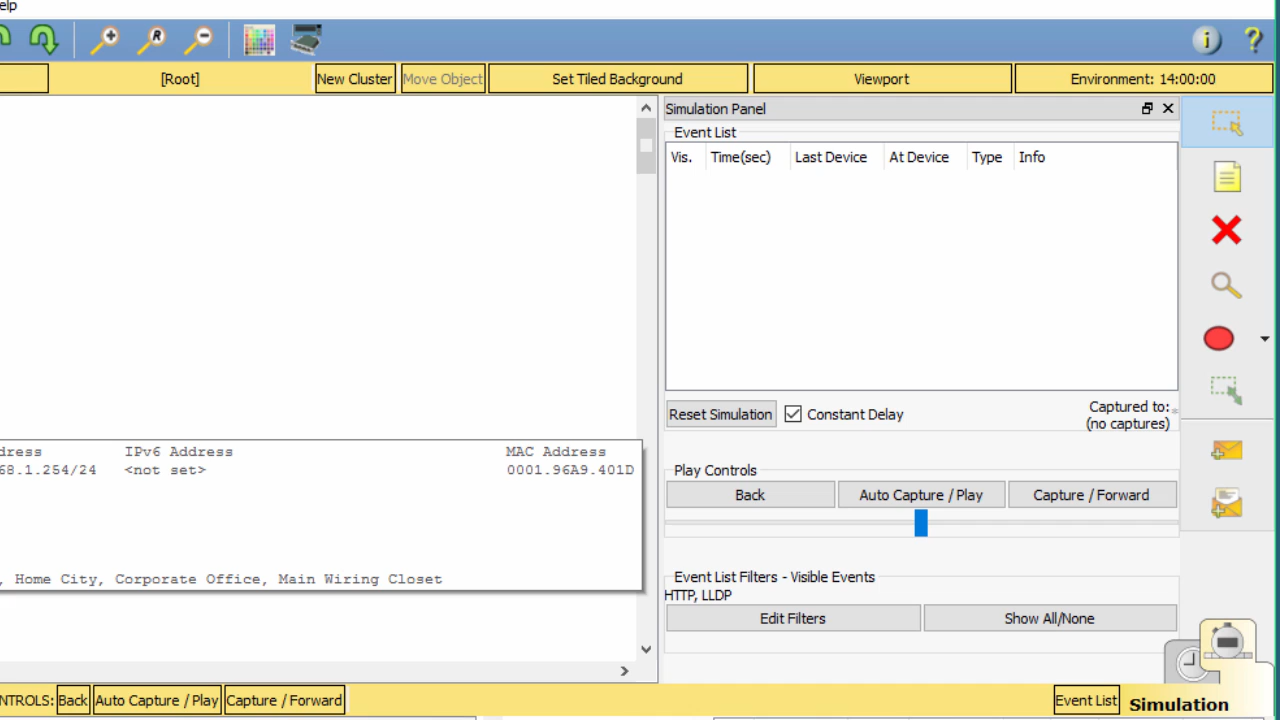 elp
[Root] New Cluster Move Object Set Tiled Background Viewport Environment: 14:00:00
Simulation Panel
Event List
Vis. Time(sec) Last Device At Device Type Info
Reset Simulation Constant Delay Captured to:
(no captures)
dress IPv6 Address MAC Address
68.1.254/24 <not set> 0001.96A9.401D
, Home City, Corporate Office, Main Wiring Closet
Play Controls
Back Auto Capture / Play Capture / Forward
Event List Filters - Visible Events
HTTP, LLDP
Edit Filters Show All/None
NTROLS: Back Auto Capture / Play Capture / Forward Event List Simulation